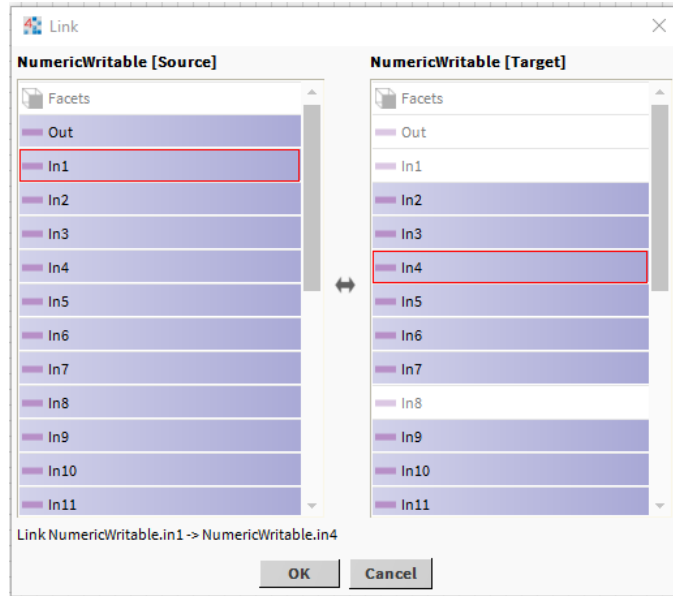 Link
NumericWritable [Source]
NumericWritable [Target]
Facets
Out
In1
In2
In3
In4
In5
In6
In7
In8
In9
In10
In11
Facets
Out
In1
In2
In3
In4
In5
In6
In7
In8
In9
In10
In11
Link NumericWritable.in1 -> NumericWritable.in4
OK
Cancel